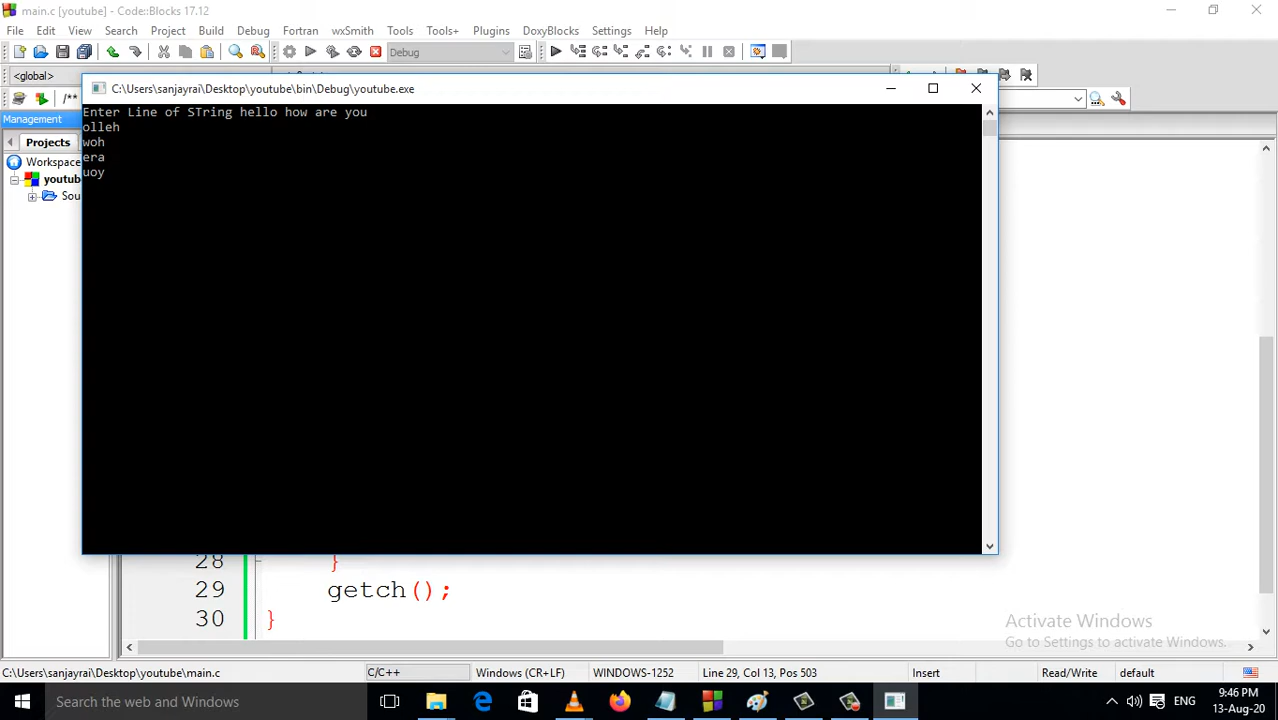 main.c [youtube] - Code::Blocks 17.12
File Edit View Search Project Build Debug Fortran wxSmith Tools Tools+ Plugins DoxyBlocks Settings Help
Debug
<global>
C:\Users\sanjayrai\Desktop\youtube\bin\Debug\youtube.exe
/**
Management
Enter Line of STring hello how are you
olleh
woh
era
uoy
Projects
Workspace
youtub
Sou
28 }
29 getch();
30 }
Activate Windows
Go to Settings to activate Windows.
C:\Users\sanjayrai\Desktop\youtube\main.c C/C++ Windows (CR+LF) WINDOWS-1252 Line 29, Col 13, Pos 503 Insert Read/Write default
Search the web and Windows
ENG
9:46 PM
13-Aug-20